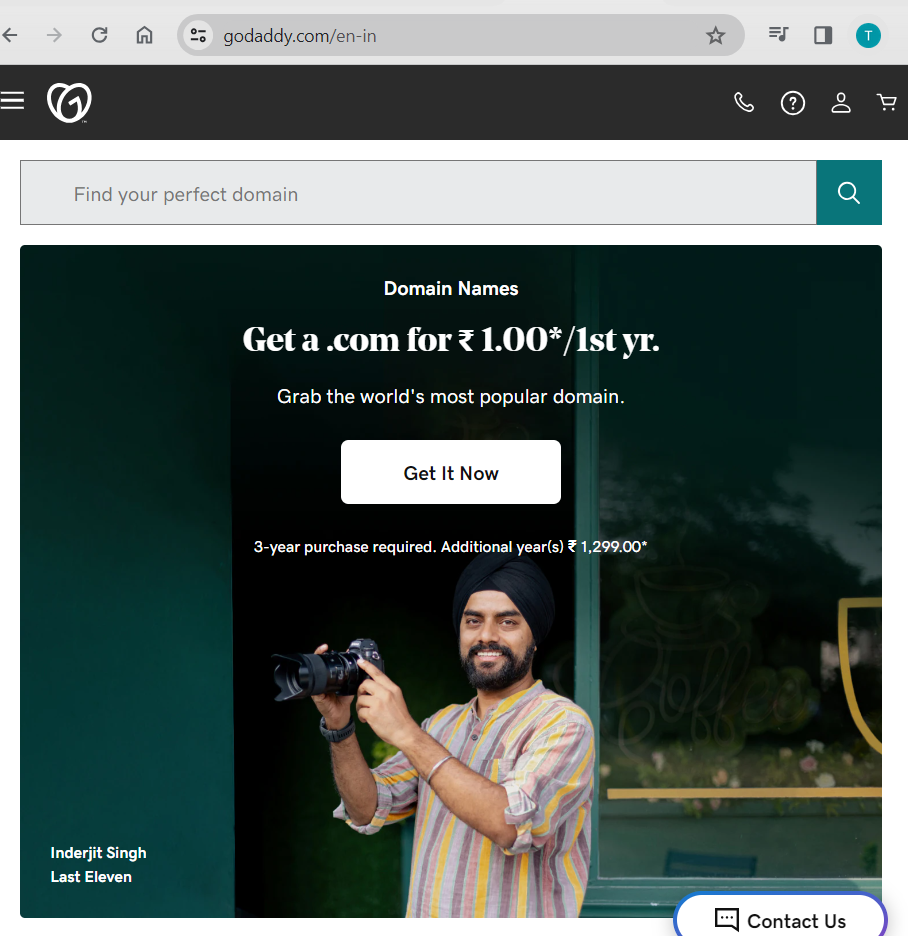 godaddy.com/en-in
T
Find your perfect domain
Domain Names
Get a .com for ₹ 1.00*/1st yr.
Grab the world's most popular domain.
Get It Now
3-year purchase required. Additional year(s) ₹ 1,299.00*
Coffee
Inderjit Singh
Last Eleven
Contact Us